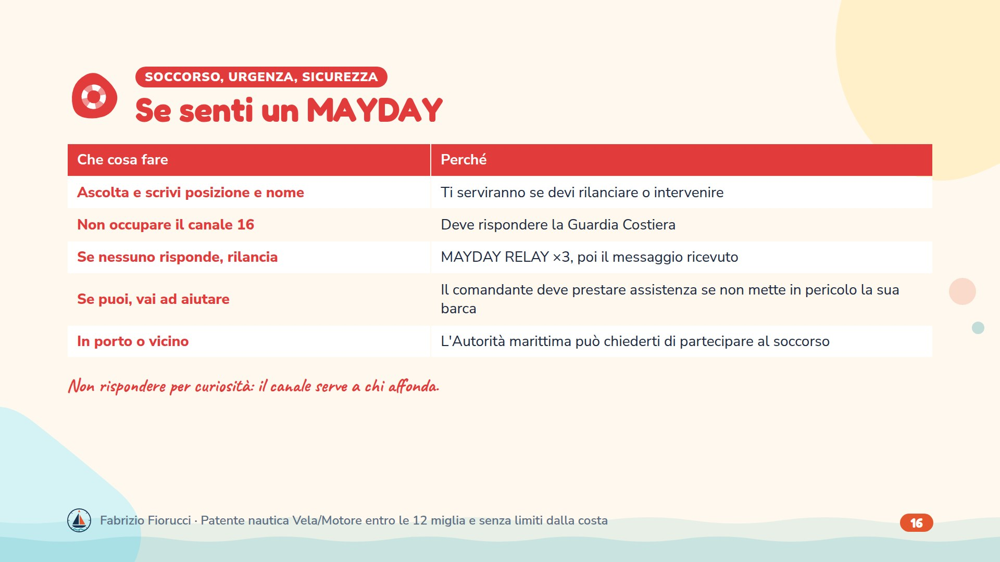 SOCCORSO, URGENZA, SICUREZZA
Se senti un MAYDAY
Che cosa fare
Perché
Ascolta e scrivi posizione e nome
Ti serviranno se devi rilanciare o intervenire
Non occupare il canale 16
Deve rispondere la Guardia Costiera
Se nessuno risponde, rilancia
MAYDAY RELAY ×3, poi il messaggio ricevuto
Se puoi, vai ad aiutare
Il comandante deve prestare assistenza se non mette in pericolo la sua
barca
In porto o vicino
L'Autorità marittima può chiederti di partecipare al soccorso
Non rispondere per curiosità: il canale serve a chi affonda.
Fabrizio Fiorucci · Patente nautica Vela/Motore entro le 12 miglia e senza limiti dalla costa
16